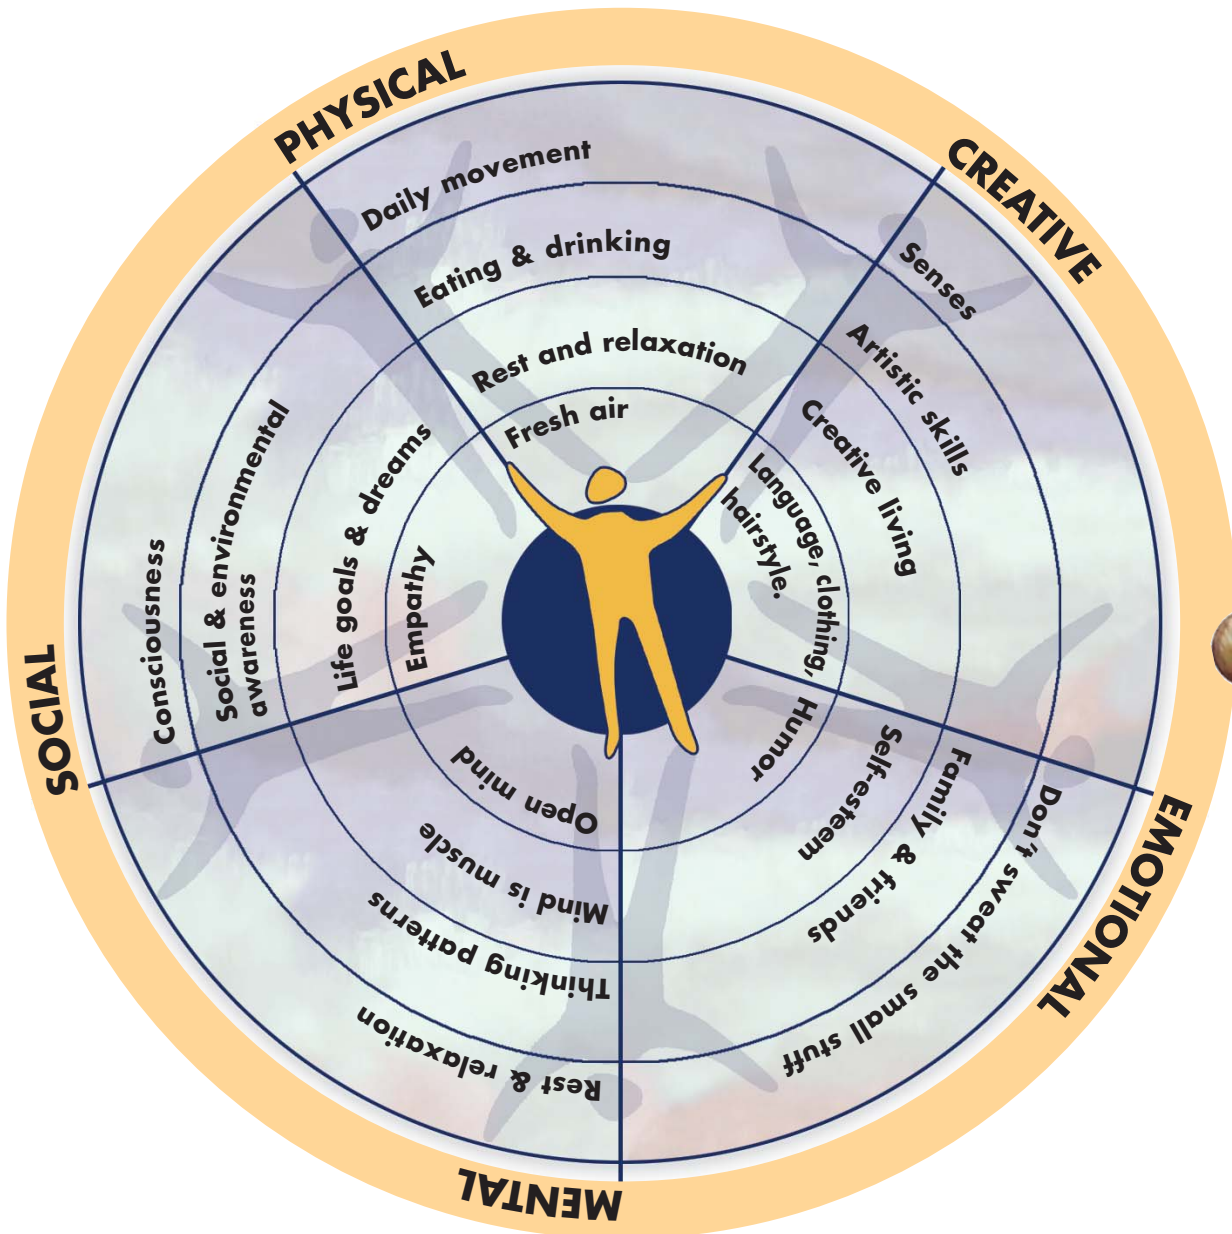 PHYSICAL
Daily movement
Eating & drinking
Rest and relaxation
Fresh air
CREATIVE
Senses
Artistic skills
Creative living
Language, clothing,
hairstyle.
EMOTIONAL
Don't sweat the small stuff
Family & friends
Self-esteem
Humor
MENTAL
Rest & relaxation
Thinking patterns
Mind is muscle
Open mind
SOCIAL
Consciousness
Social & environmental
awareness
Life goals & dreams
Empathy